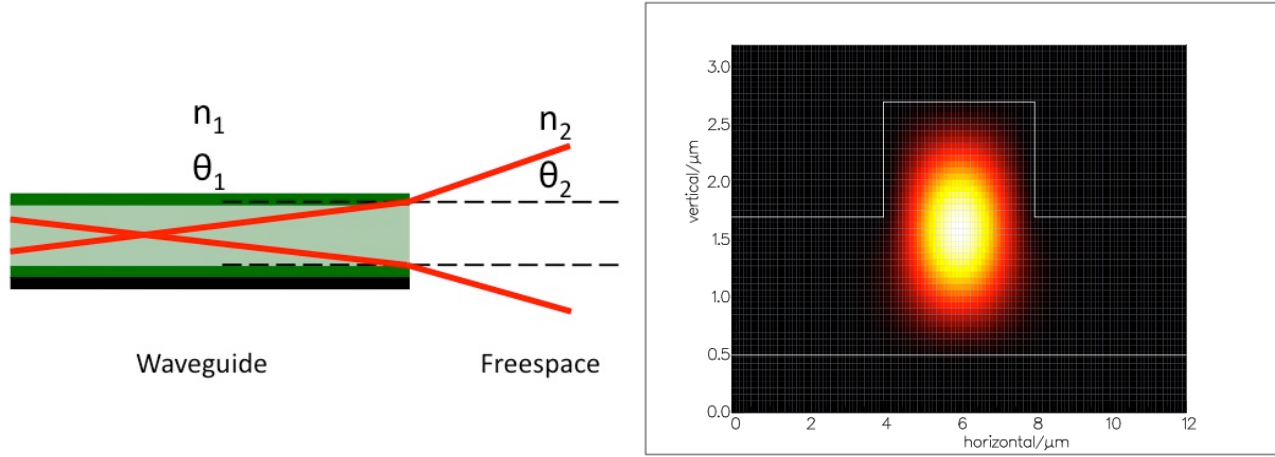 n₁
θ₁
n₂
θ₂
Waveguide
Freespace
3.0
2.5
2.0
1.5
1.0
0.5
0.0
vertical/μm
0 2 4 6 8 10 12
horizontal/μm